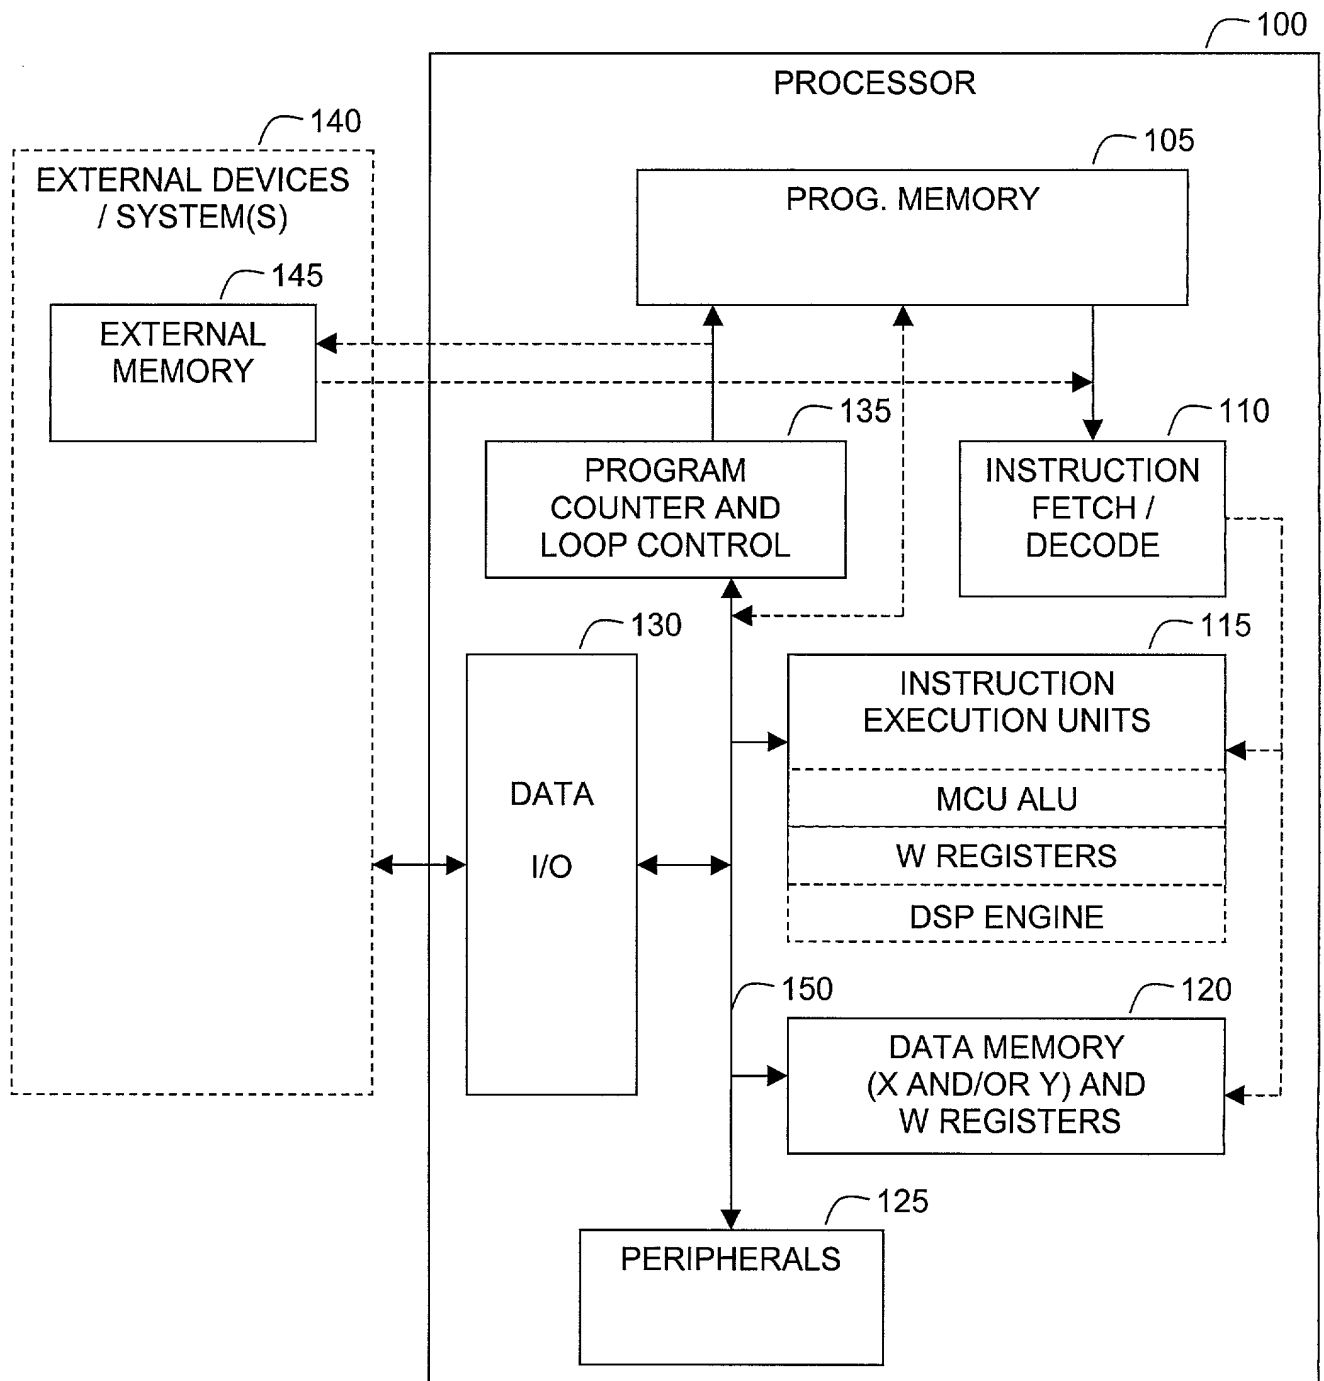 100
PROCESSOR
140
EXTERNAL DEVICES
/ SYSTEM(S)
105
PROG. MEMORY
145
EXTERNAL
MEMORY
135
PROGRAM
COUNTER AND
LOOP CONTROL
110
INSTRUCTION
FETCH /
DECODE
130
DATA
I/O
115
INSTRUCTION
EXECUTION UNITS
MCU ALU
W REGISTERS
DSP ENGINE
150
120
DATA MEMORY
(X AND/OR Y) AND
W REGISTERS
125
PERIPHERALS